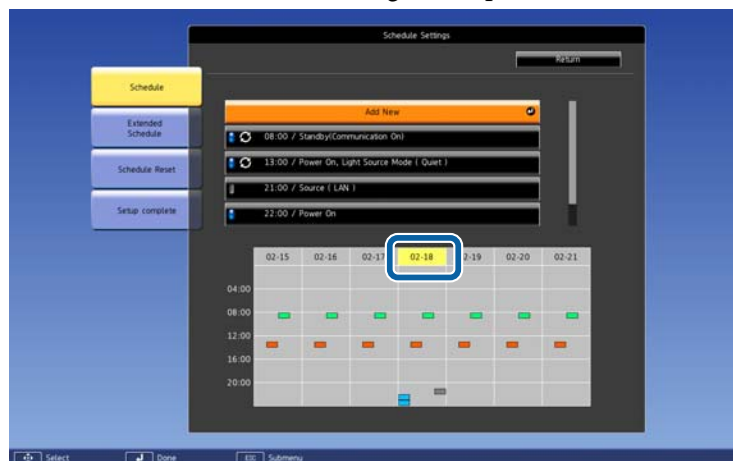 Schedule Settings
Return
Schedule
Extended
Schedule
Schedule Reset
Setup complete
Add New
08:00 / Standby(Communication On)
13:00 / Power On, Light Source Mode ( Quiet )
21:00 / Source ( LAN )
22:00 / Power On
02-15 02-16 02-17 02-18 02-19 02-20 02-21
04:00
08:00
12:00
16:00
20:00
Select Done Esc Submenu